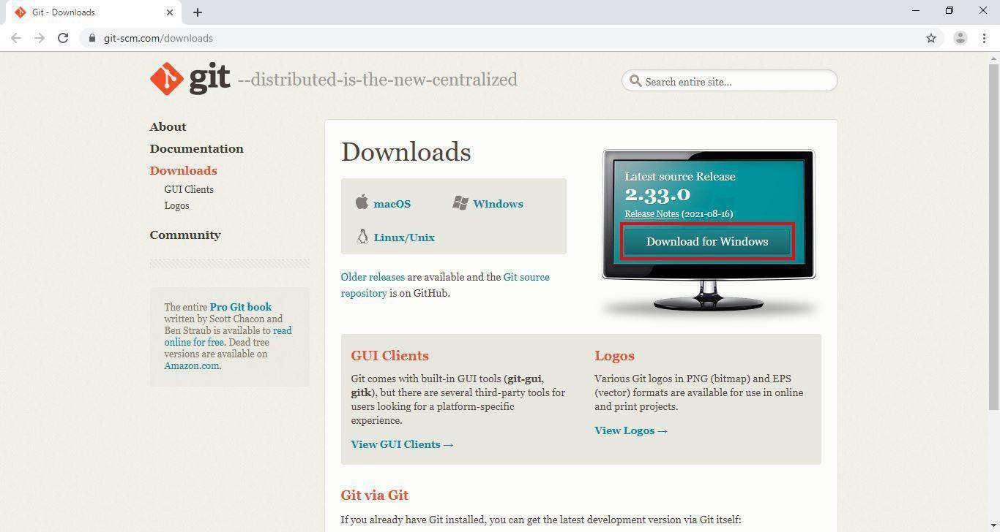 Git - Downloads
git-scm.com/downloads
git --distributed-is-the-new-centralized
Search entire site...
About
Documentation
Downloads
GUI Clients
Logos
Community
The entire Pro Git book
written by Scott Chacon and
Ben Straub is available to read
online for free. Dead tree
versions are available on
Amazon.com.
Downloads
macOS
Windows
Linux/Unix
Older releases are available and the Git source
repository is on GitHub.
Latest source Release
2.33.0
Release Notes (2021-08-16)
Download for Windows
GUI Clients
Git comes with built-in GUI tools (git-gui,
gitk), but there are several third-party tools for
users looking for a platform-specific
experience.
View GUI Clients →
Logos
Various Git logos in PNG (bitmap) and EPS
(vector) formats are available for use in online
and print projects.
View Logos →
Git via Git
If you already have Git installed, you can get the latest development version via Git itself: